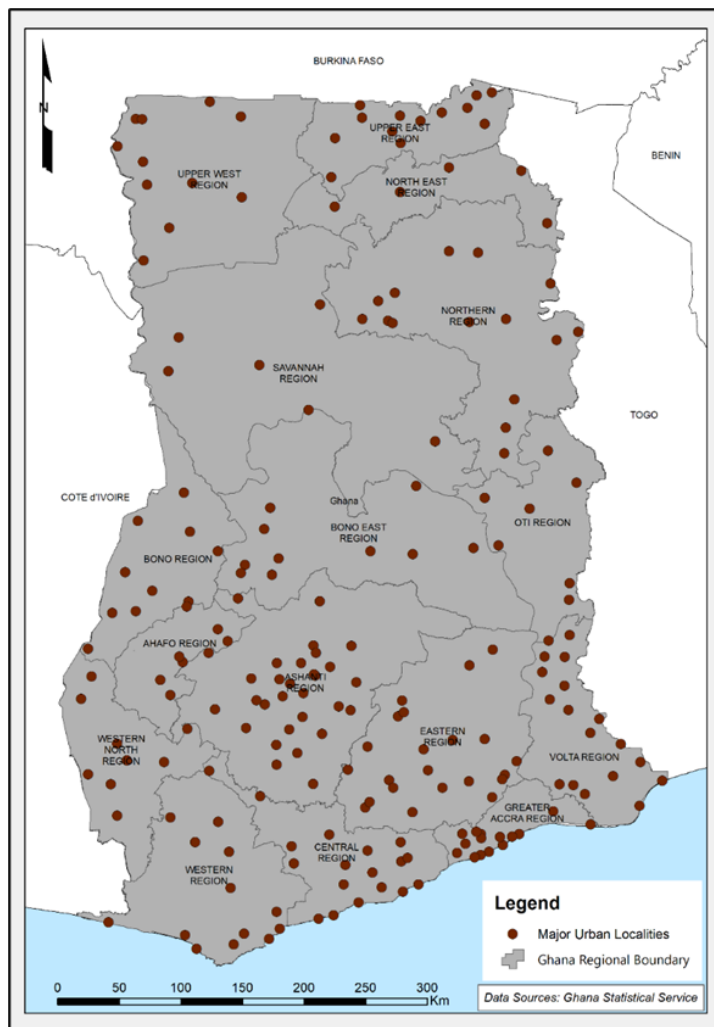 BURKINA FASO
N
UPPER EAST
REGION
BENIN
UPPER WEST
REGION
NORTH EAST
REGION
NORTHERN
REGION
SAVANNAH
REGION
TOGO
COTE d'IVOIRE
Ghana
BONO EAST
REGION
OTI REGION
BONO REGION
AHAFO REGION
ASHANTI
REGION
WESTERN
NORTH
REGION
EASTERN
REGION
VOLTA REGION
GREATER
ACCRA REGION
CENTRAL
REGION
WESTERN
REGION
Legend
Major Urban Localities
Ghana Regional Boundary
0 50 100 150 200 250 300
Km
Data Sources: Ghana Statistical Service